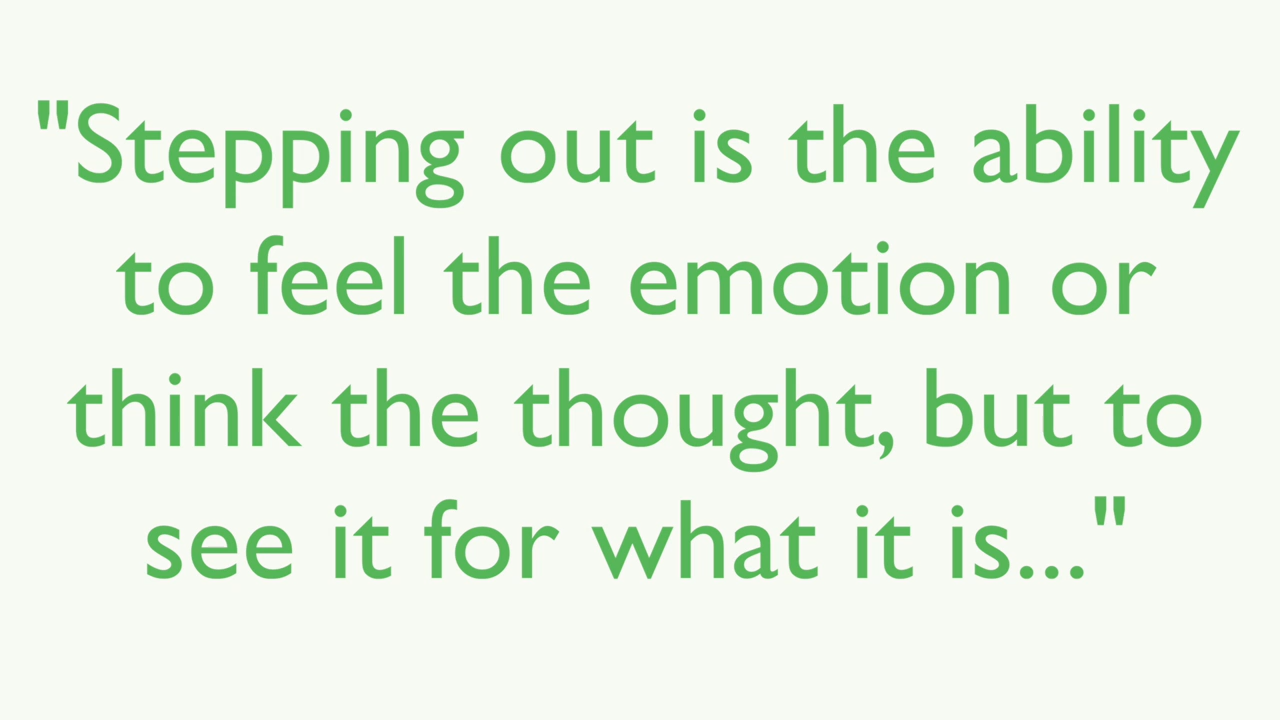 "Stepping out is the ability
to feel the emotion or
think the thought, but to
see it for what it is..."